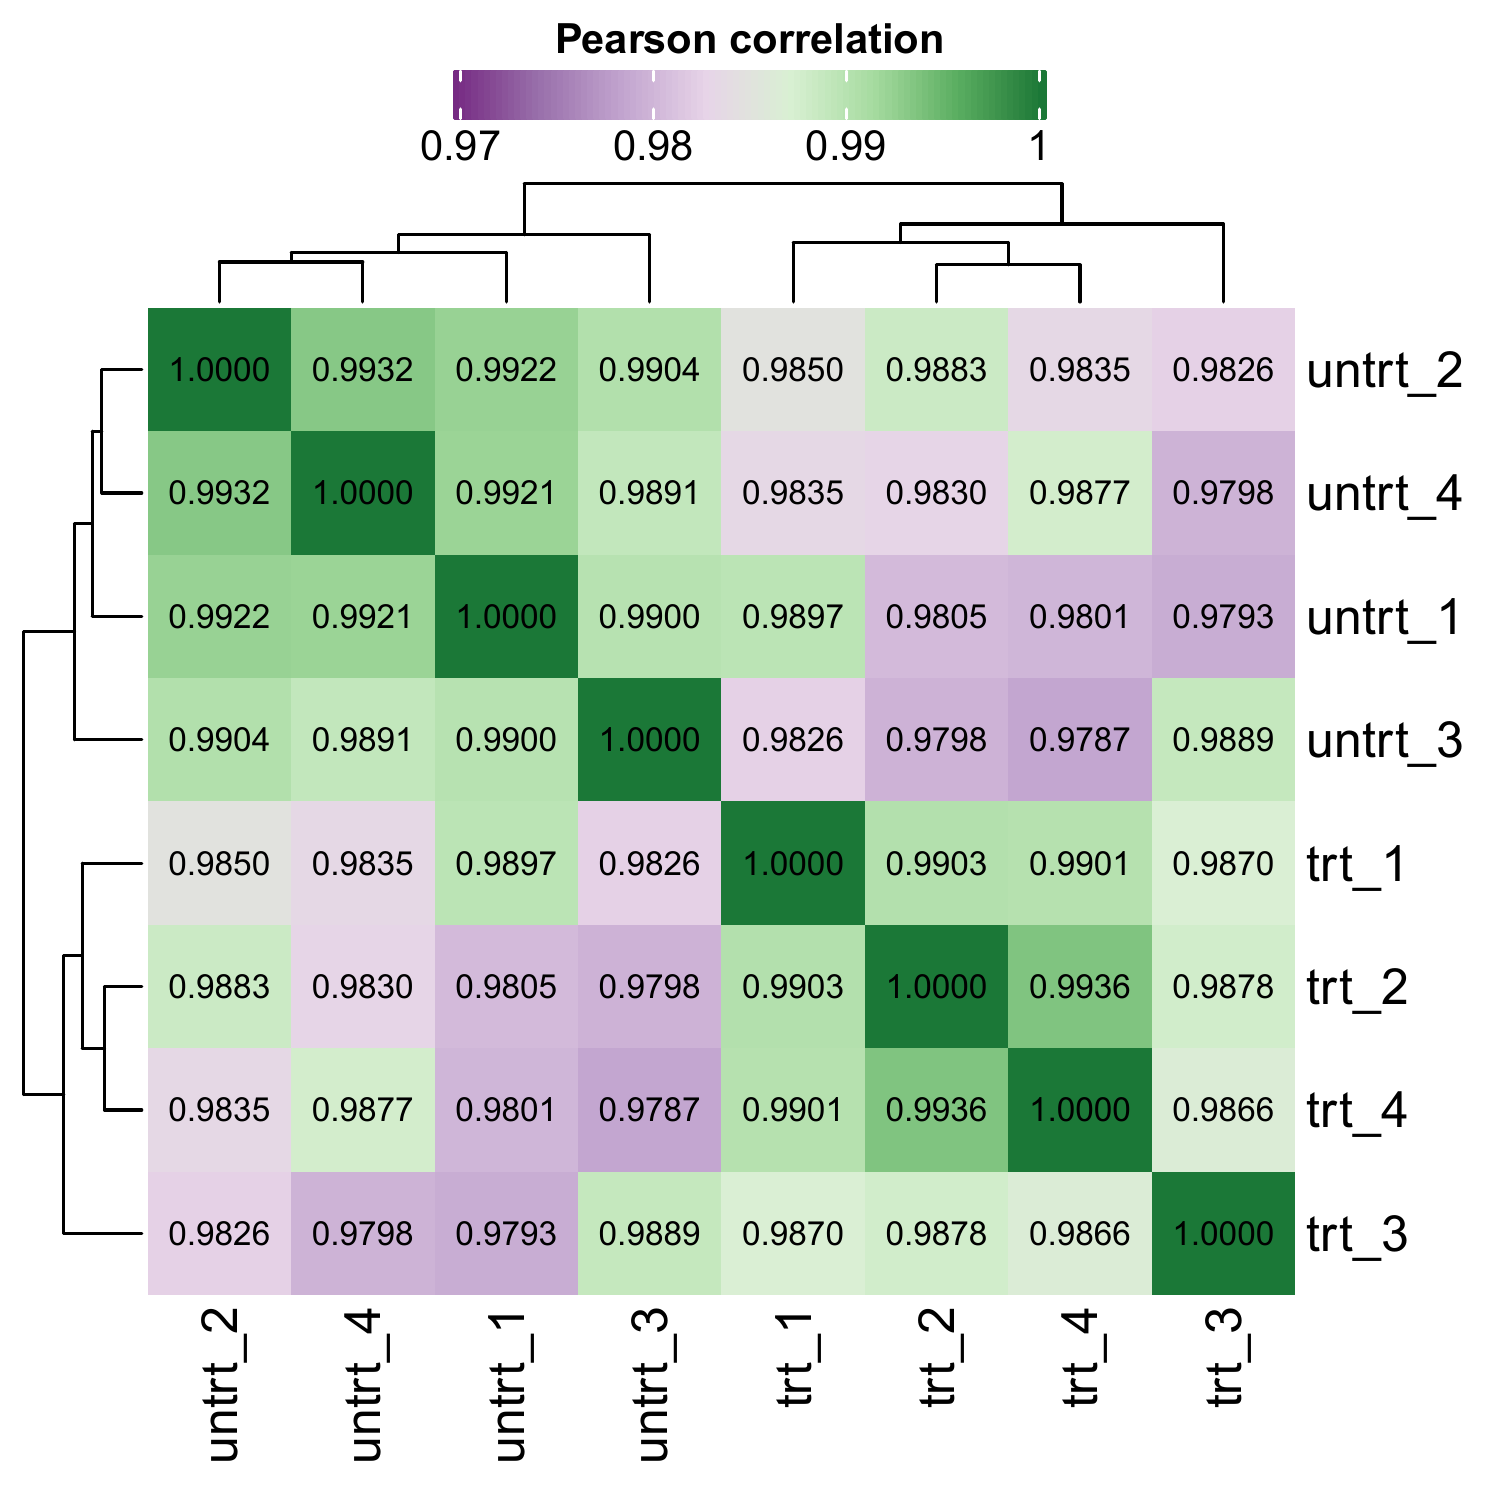 Pearson correlation
0.97 0.98 0.99 1
1.0000 0.9932 0.9922 0.9904 0.9850 0.9883 0.9835 0.9826 untrt_2
0.9932 1.0000 0.9921 0.9891 0.9835 0.9830 0.9877 0.9798 untrt_4
0.9922 0.9921 1.0000 0.9900 0.9897 0.9805 0.9801 0.9793 untrt_1
0.9904 0.9891 0.9900 1.0000 0.9826 0.9798 0.9787 0.9889 untrt_3
0.9850 0.9835 0.9897 0.9826 1.0000 0.9903 0.9901 0.9870 trt_1
0.9883 0.9830 0.9805 0.9798 0.9903 1.0000 0.9936 0.9878 trt_2
0.9835 0.9877 0.9801 0.9787 0.9901 0.9936 1.0000 0.9866 trt_4
0.9826 0.9798 0.9793 0.9889 0.9870 0.9878 0.9866 1.0000 trt_3
untrt_2
untrt_4
untrt_1
untrt_3
trt_1
trt_2
trt_4
trt_3